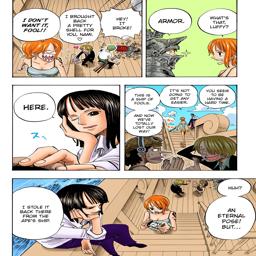 WHAT'S
THAT,
LUFFY?
ARMOR.
HEY!
IT
BROKE!
I BROUGHT
BACK A
PRETTY
SHELL FOR
YOU, NAMI.
I DON'T
WANT IT,
FOOL!!
YOU SEEM
TO BE
HAVING A
HARD TIME.
IT'S NOT
GOING TO
GET ANY
EASIER.
THIS IS
A SHIP OF
FOOLS.
AND NOW
WE'VE
TOTALLY
LOST OUR
WAY!
HERE.
HUH?
AN
ETERNAL
POSE!
BUT...
I STOLE IT
BACK THERE
FROM THE
APE'S SHIP.